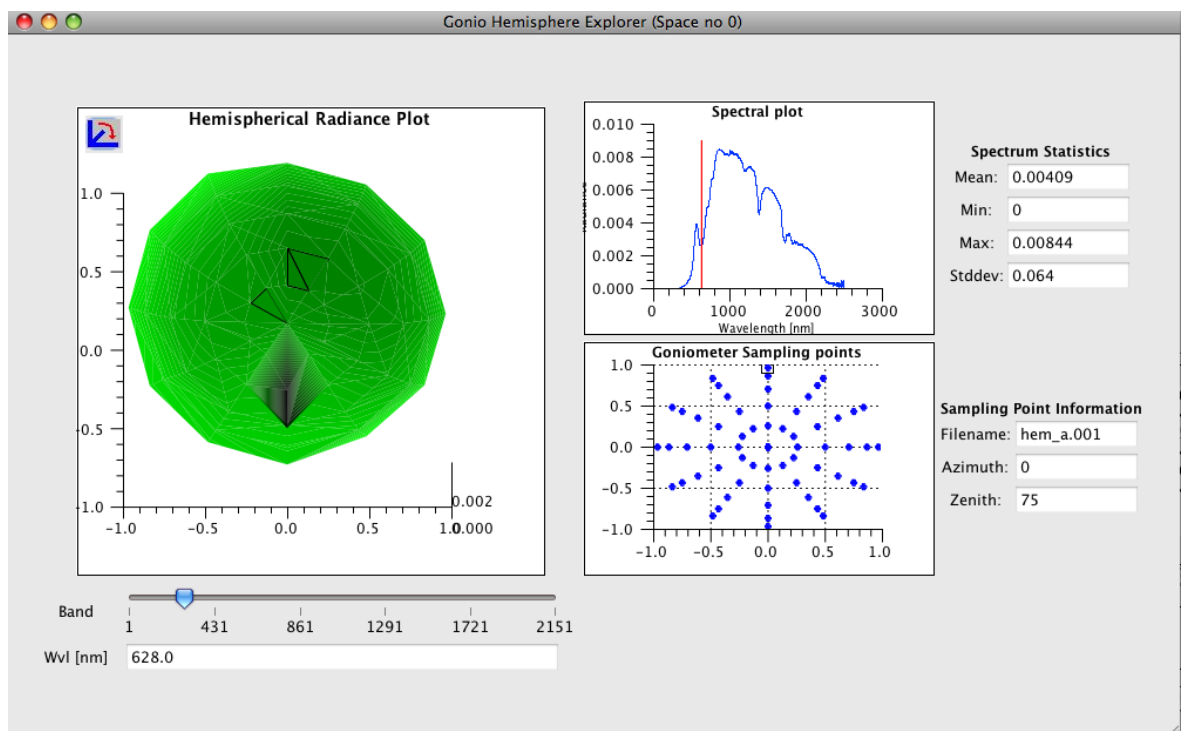 Gonio Hemisphere Explorer (Space no 0)
Hemispherical Radiance Plot
1.0
0.5
0.0
-0.5
-1.0
-1.0
-0.5
0.0
0.5
1.0
0.002
0.000
Spectral plot
0.010
0.008
0.006
0.004
0.002
0.000
0
1000
2000
3000
Wavelength [nm]
Spectrum Statistics
Mean: 0.00409
Min: 0
Max: 0.00844
Stddev: 0.064
Goniometer Sampling points
1.0
0.5
0.0
-0.5
-1.0
-1.0
-0.5
0.0
0.5
1.0
Sampling Point Information
Filename: hem_a.001
Azimuth: 0
Zenith: 75
Band
1 431 861 1291 1721 2151
Wvl [nm] 628.0